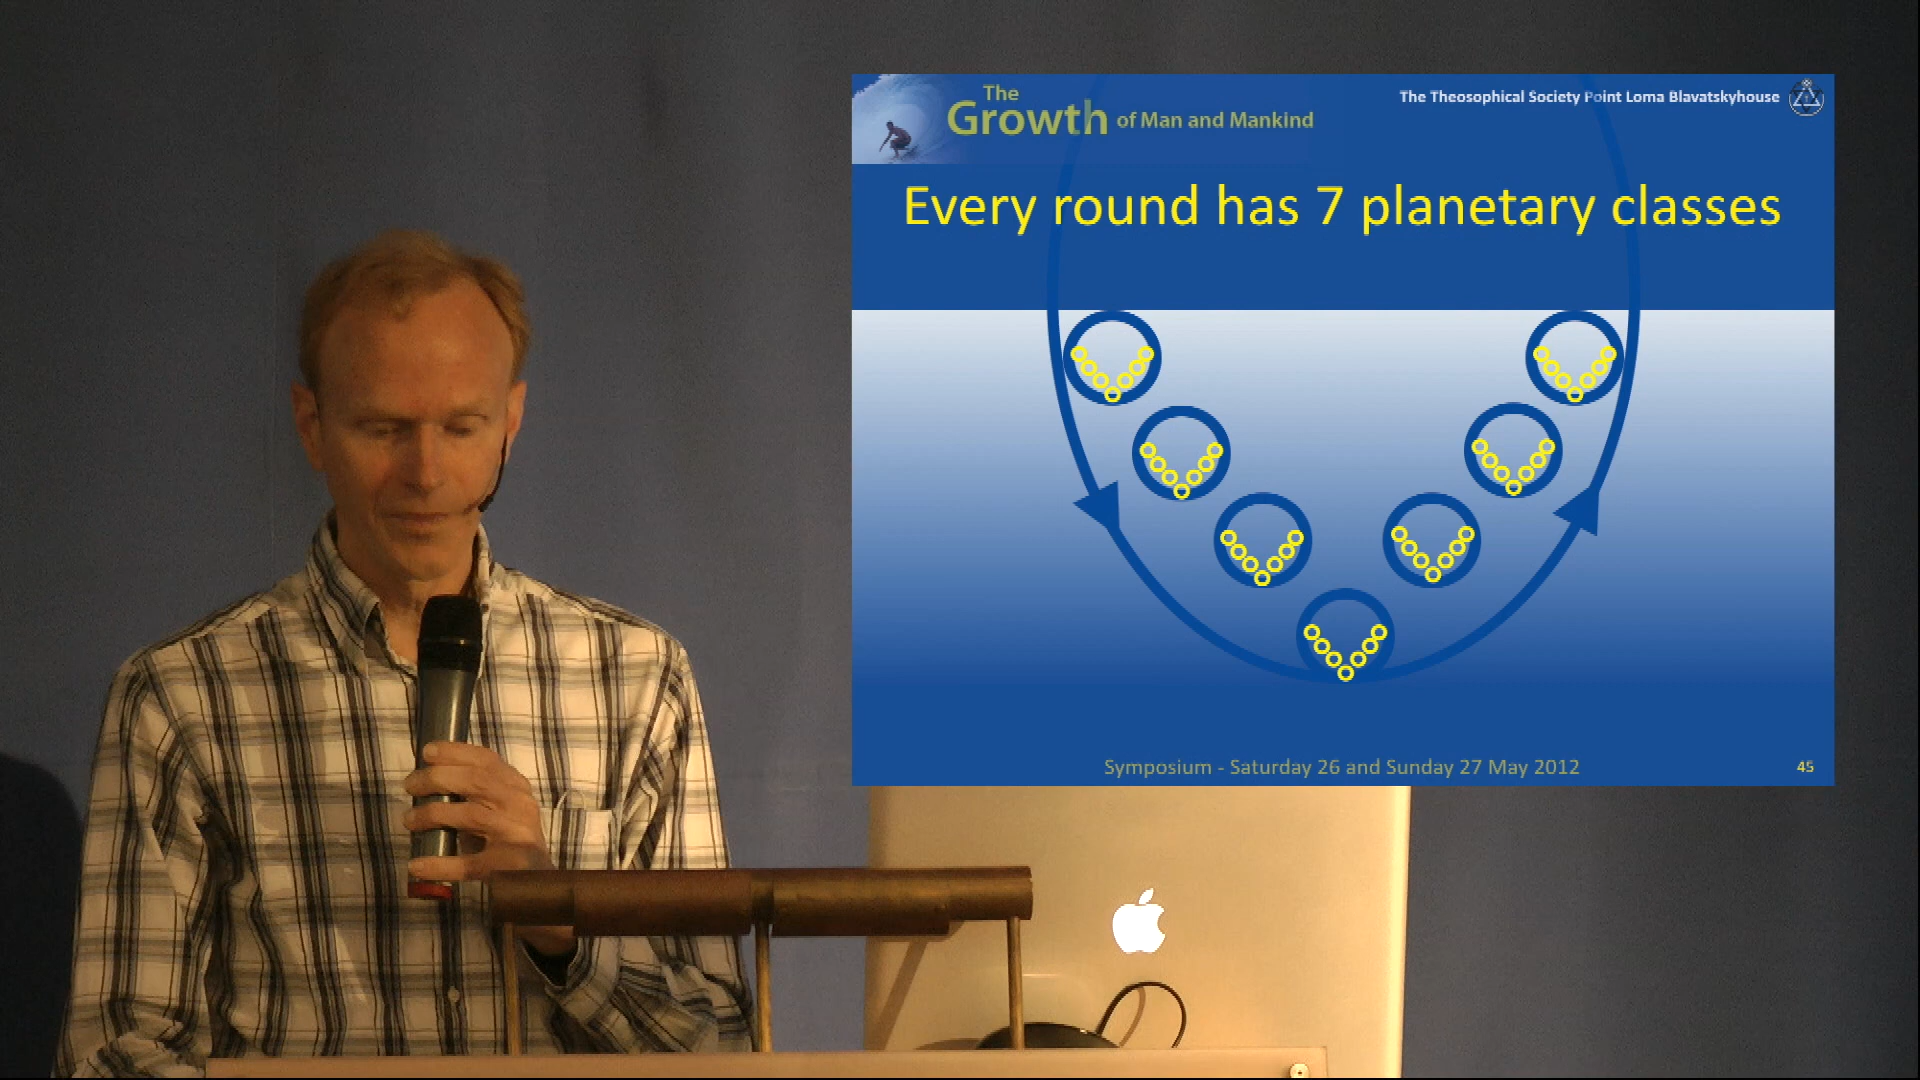 The
Growth of Man and Mankind
The Theosophical Society Point Loma Blavatskyhouse
Every round has 7 planetary classes
Symposium - Saturday 26 and Sunday 27 May 2012
45